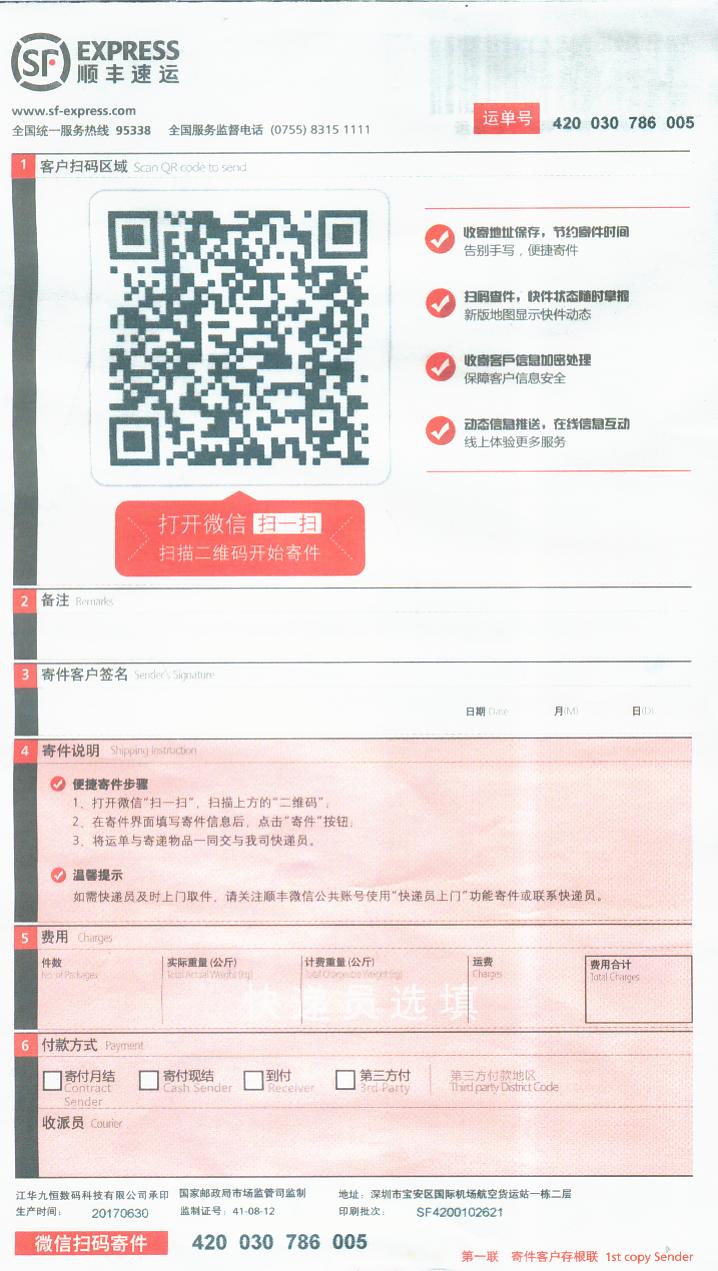 SF EXPRESS
顺丰速运
www.sf-express.com
全国统一服务热线 95338 全国服务监督电话 (0755) 8315 1111
运单号 420 030 786 005
1 客户扫码区域 Scan QR code to send
收寄地址保存，节约寄件时间
告别手写，便捷寄件
扫码查件，快件状态随时掌握
新版地图显示快件动态
收寄客户信息加密处理
保障客户信息安全
动态信息推送，在线信息互动
线上体验更多服务
打开微信 扫一扫
扫描二维码开始寄件
2 备注 Remarks
3 寄件客户签名 Sender's Signature
日期 Date 月(M) 日(D)
4 寄件说明 Shipping Instruction
便捷寄件步骤
1、打开微信“扫一扫”，扫描上方的“二维码”；
2、在寄件界面填写寄件信息后，点击“寄件”按钮；
3、将运单与寄递物品一同交与我司快递员。
温馨提示
如需快递员及时上门取件，请关注顺丰微信公共账号使用“快递员上门”功能寄件或联系快递员。
5 费用 Charges
件数 实际重量 (公斤) 计费重量 (公斤) 运费 费用合计
No. of Packages Total Actual Weight (kg) Total Chargeable Weight (kg) Charges Total Charges
快递员选填
6 付款方式 Payment
寄付月结 寄付现结 到付 第三方付 第三方付款地区
Contract Sender Cash Sender Receiver 3rd Party Third party District Code
收派员 Courier
江华九恒数码科技有限公司承印 国家邮政局市场监管司监制 地址：深圳市宝安区国际机场航空货运站一栋二层
生产时间： 20170630 监制证号：41-08-12 印刷批次： SF4200102621
微信扫码寄件 420 030 786 005
第一联 寄件客户存根联 1st copy Sender